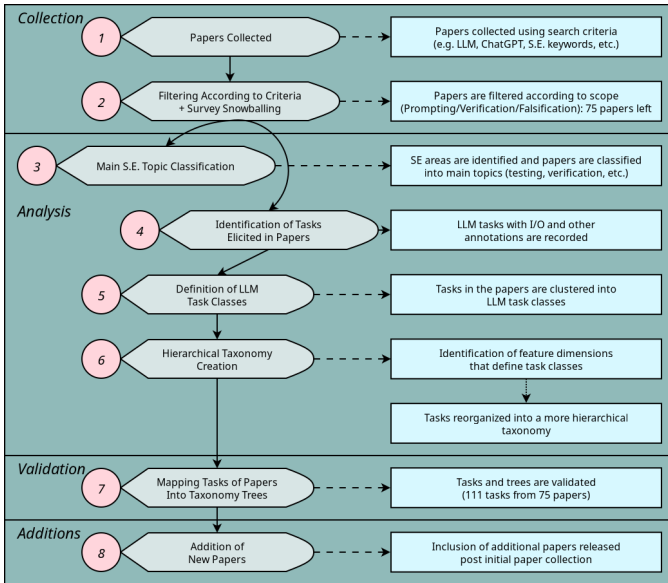 Collection
1
Papers Collected
Papers collected using search criteria
(e.g. LLM, ChatGPT, S.E. keywords, etc.)
2
Filtering According to Criteria
+ Survey Snowballing
Papers are filtered according to scope
(Prompting/Verification/Falsification): 75 papers left
3
Main S.E. Topic Classification
SE areas are identified and papers are classified
into main topics (testing, verification, etc.)
Analysis
4
Identification of Tasks
Elicited in Papers
LLM tasks with I/O and other
annotations are recorded
5
Definition of LLM
Task Classes
Tasks in the papers are clustered into
LLM task classes
6
Hierarchical Taxonomy
Creation
Identification of feature dimensions
that define task classes
Tasks reorganized into a more hierarchical
taxonomy
Validation
7
Mapping Tasks of Papers
Into Taxonomy Trees
Tasks and trees are validated
(111 tasks from 75 papers)
Additions
8
Addition of
New Papers
Inclusion of additional papers released
post initial paper collection